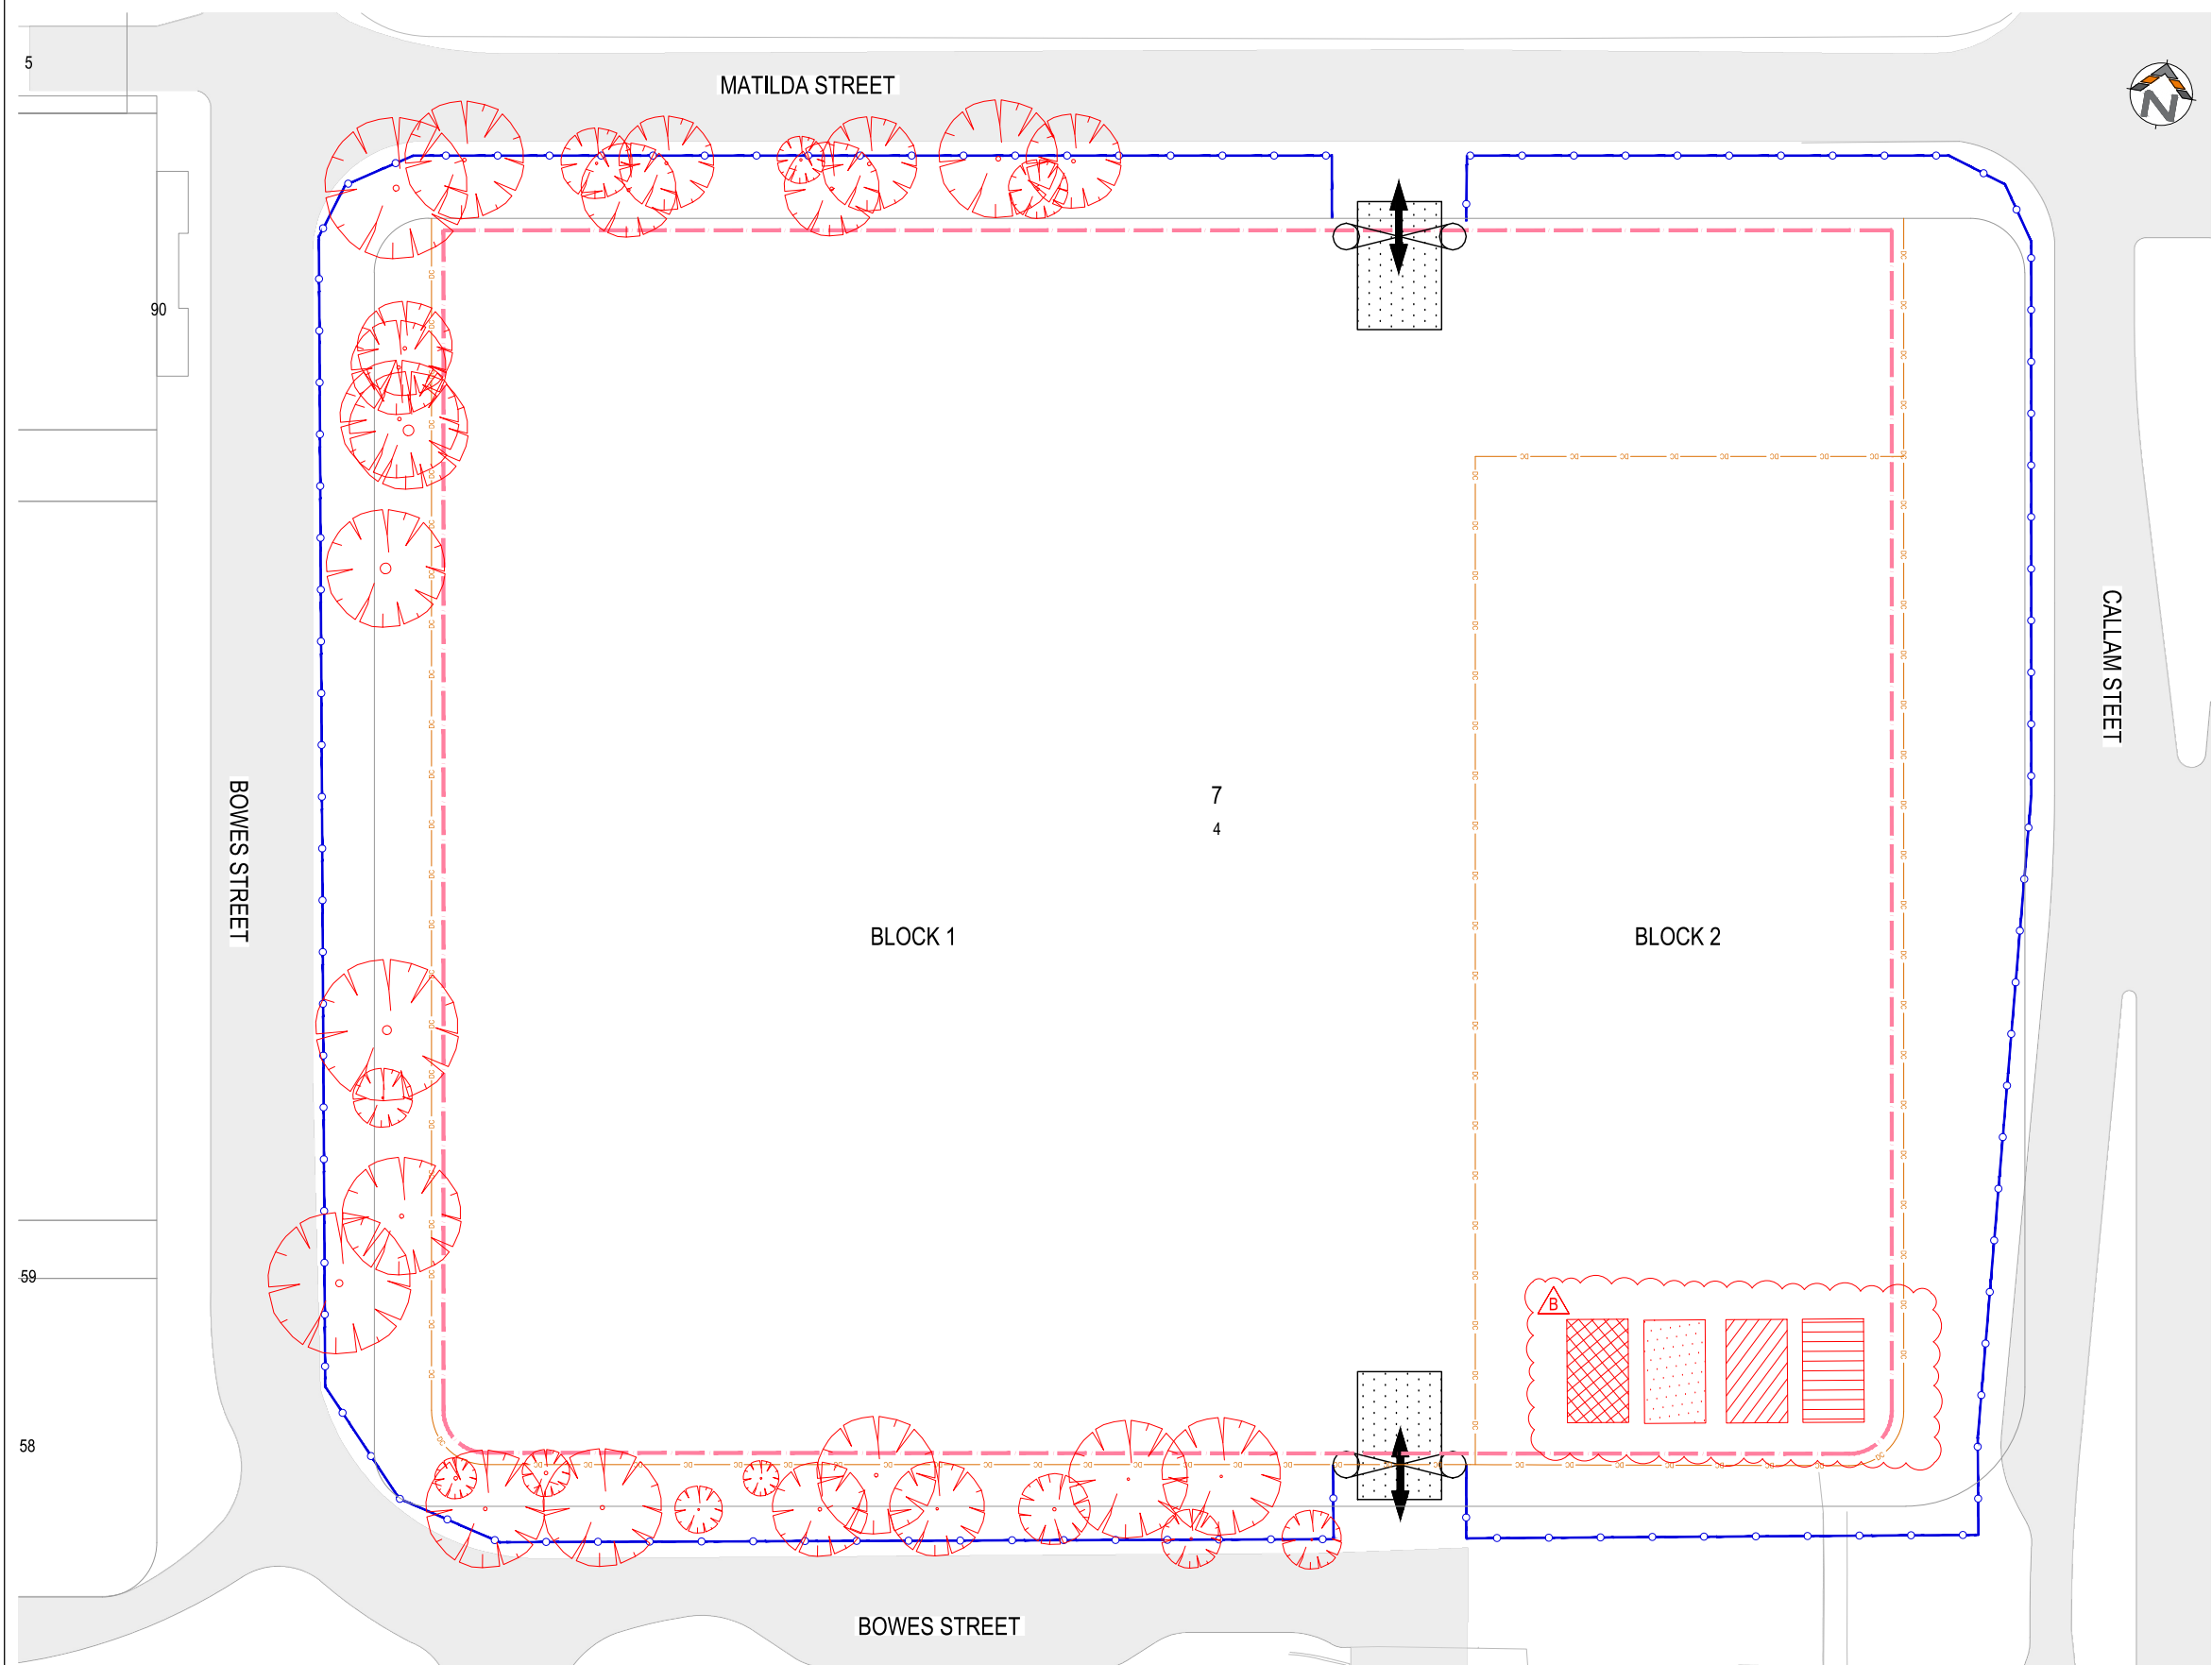 5
MATILDA STREET
N
90
CALLAM STEET
BOWES STREET
7
4
BLOCK 1
BLOCK 2
59
B
58
BOWES STREET